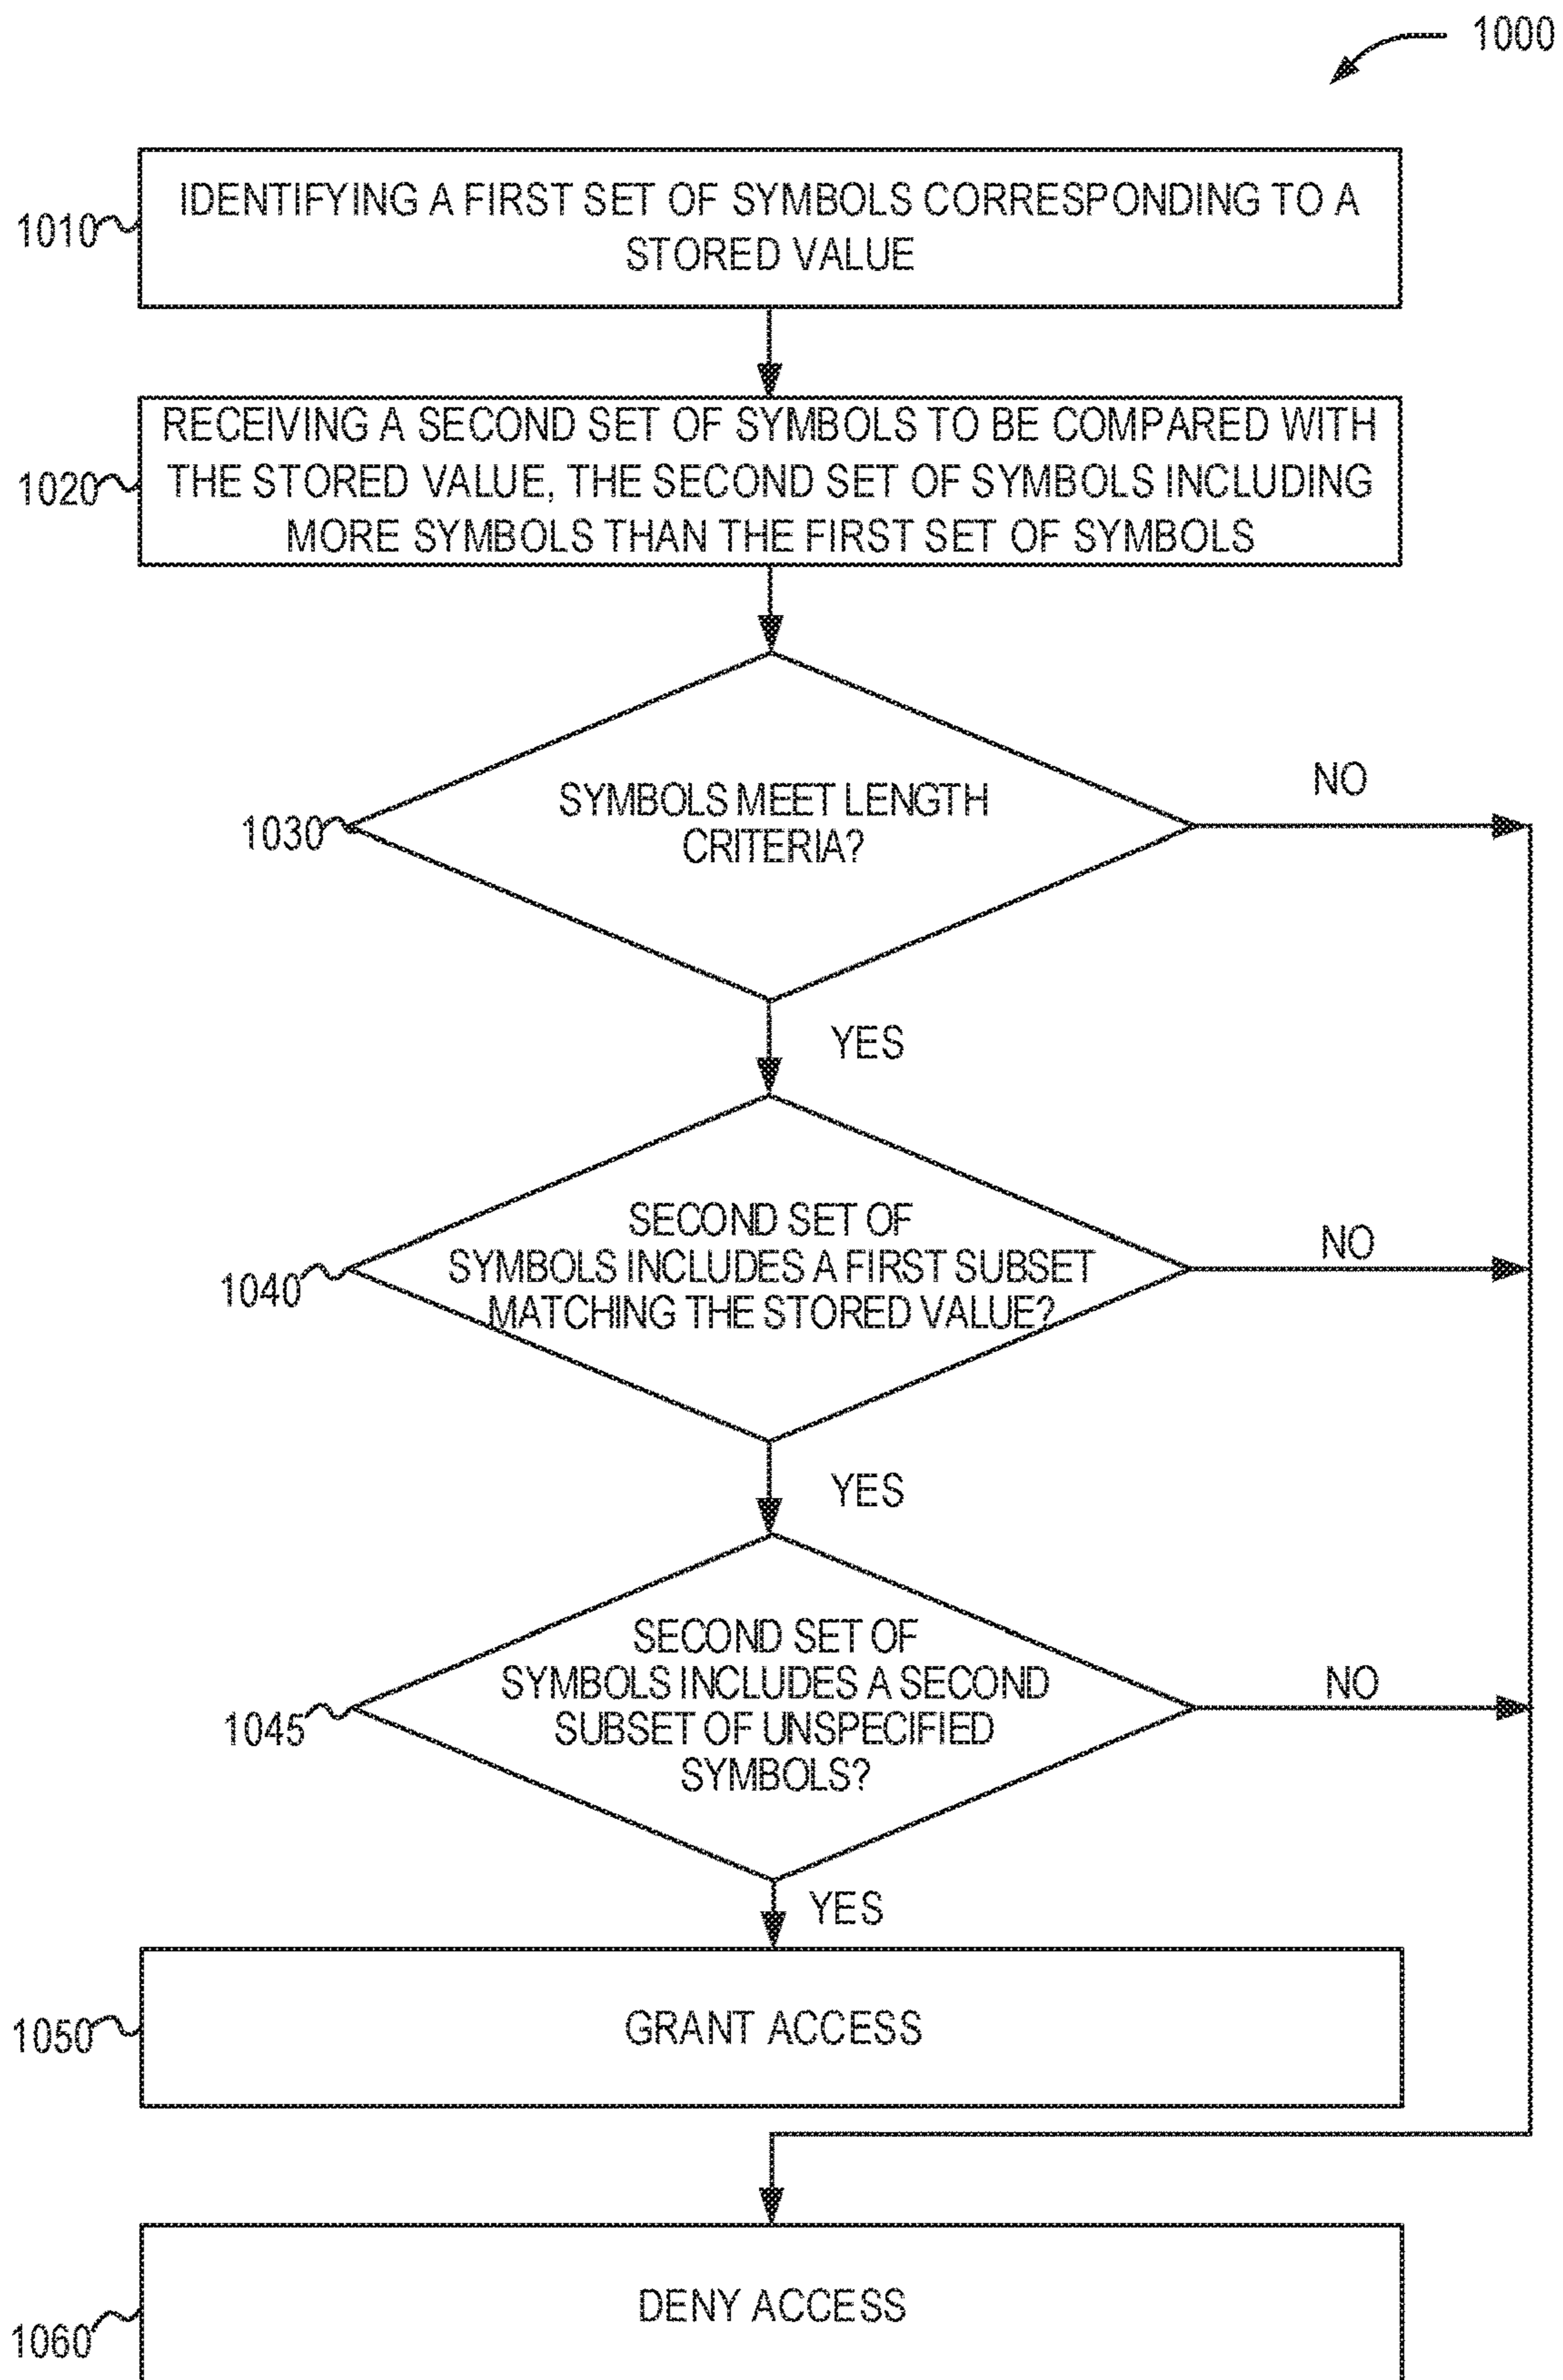 1000
IDENTIFYING A FIRST SET OF SYMBOLS CORRESPONDING TO A
STORED VALUE
1010
RECEIVING A SECOND SET OF SYMBOLS TO BE COMPARED WITH
THE STORED VALUE, THE SECOND SET OF SYMBOLS INCLUDING
MORE SYMBOLS THAN THE FIRST SET OF SYMBOLS
1020
SYMBOLS MEET LENGTH
CRITERIA?
1030
NO
YES
SECOND SET OF
SYMBOLS INCLUDES A FIRST SUBSET
MATCHING THE STORED VALUE?
1040
NO
YES
SECOND SET OF
SYMBOLS INCLUDES A SECOND
SUBSET OF UNSPECIFIED
SYMBOLS?
1045
NO
YES
GRANT ACCESS
1050
DENY ACCESS
1060